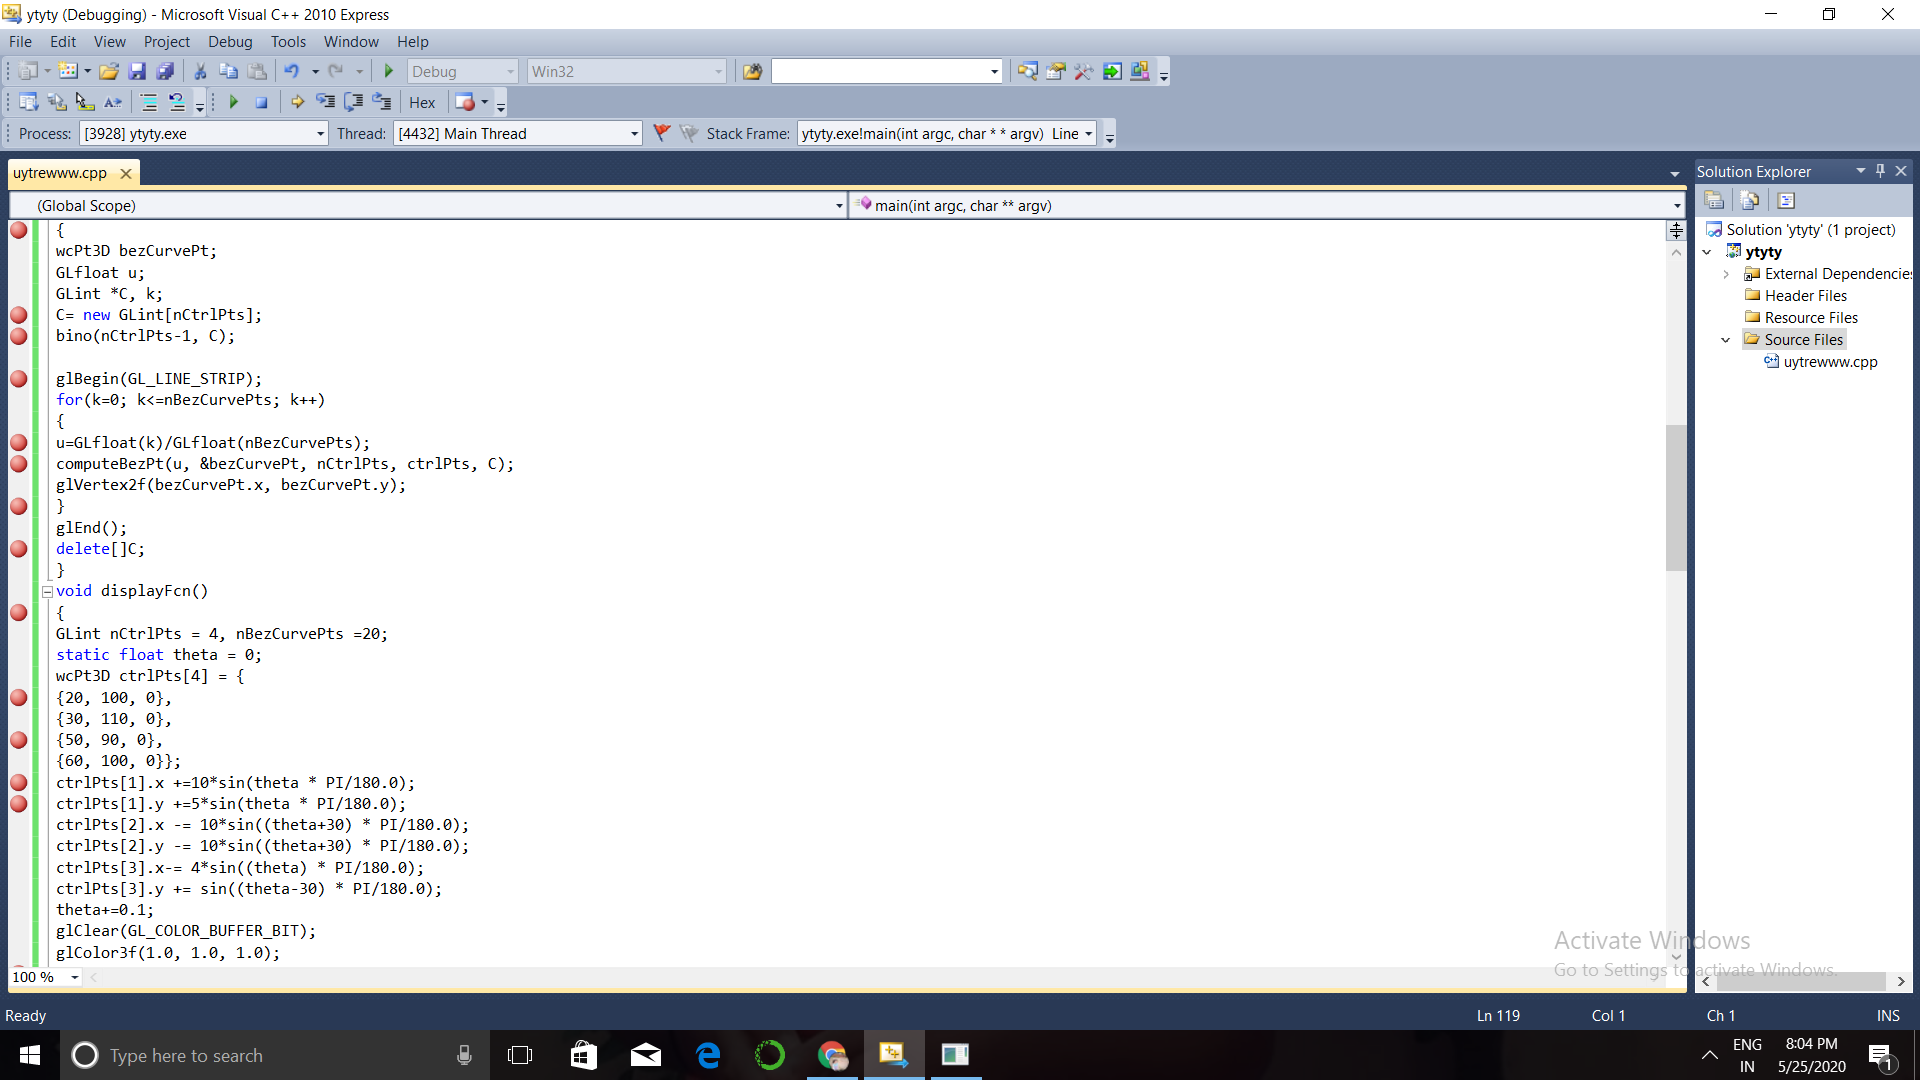 ytyty (Debugging) - Microsoft Visual C++ 2010 Express
File Edit View Project Debug Tools Window Help
Debug Win32
Hex
Process: [3928] ytyty.exe Thread: [4432] Main Thread Stack Frame: ytyty.exe!main(int argc, char * * argv) Line
uytrewww.cpp
(Global Scope) main(int argc, char ** argv)
{
wcPt3D bezCurvePt;
GLfloat u;
GLint *C, k;
C= new GLint[nCtrlPts];
bino(nCtrlPts-1, C);
glBegin(GL_LINE_STRIP);
for(k=0; k<=nBezCurvePts; k++)
{
u=GLfloat(k)/GLfloat(nBezCurvePts);
computeBezPt(u, &bezCurvePt, nCtrlPts, ctrlPts, C);
glVertex2f(bezCurvePt.x, bezCurvePt.y);
}
glEnd();
delete[]C;
}
void displayFcn()
{
GLint nCtrlPts = 4, nBezCurvePts =20;
static float theta = 0;
wcPt3D ctrlPts[4] = {
{20, 100, 0},
{30, 110, 0},
{50, 90, 0},
{60, 100, 0}};
ctrlPts[1].x +=10*sin(theta * PI/180.0);
ctrlPts[1].y +=5*sin(theta * PI/180.0);
ctrlPts[2].x -= 10*sin((theta+30) * PI/180.0);
ctrlPts[2].y -= 10*sin((theta+30) * PI/180.0);
ctrlPts[3].x-= 4*sin((theta) * PI/180.0);
ctrlPts[3].y += sin((theta-30) * PI/180.0);
theta+=0.1;
glClear(GL_COLOR_BUFFER_BIT);
glColor3f(1.0, 1.0, 1.0);
100 %
Solution Explorer
Solution 'ytyty' (1 project)
ytyty
External Dependencies
Header Files
Resource Files
Source Files
uytrewww.cpp
Activate Windows
Go to Settings to activate Windows.
Ready Ln 119 Col 1 Ch 1 INS
Type here to search
ENG
IN
8:04 PM
5/25/2020
1